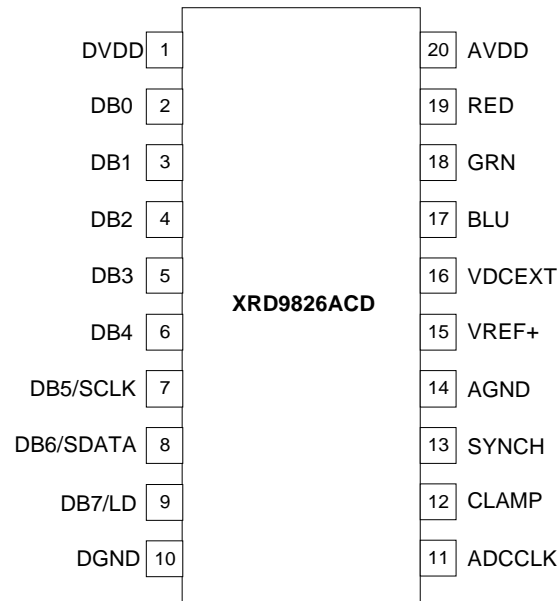 DVDD 1 20 AVDD
DB0 2 19 RED
DB1 3 18 GRN
DB2 4 17 BLU
DB3 5 16 VDCEXT
XRD9826ACD
DB4 6 15 VREF+
DB5/SCLK 7 14 AGND
DB6/SDATA 8 13 SYNCH
DB7/LD 9 12 CLAMP
DGND 10 11 ADCCLK